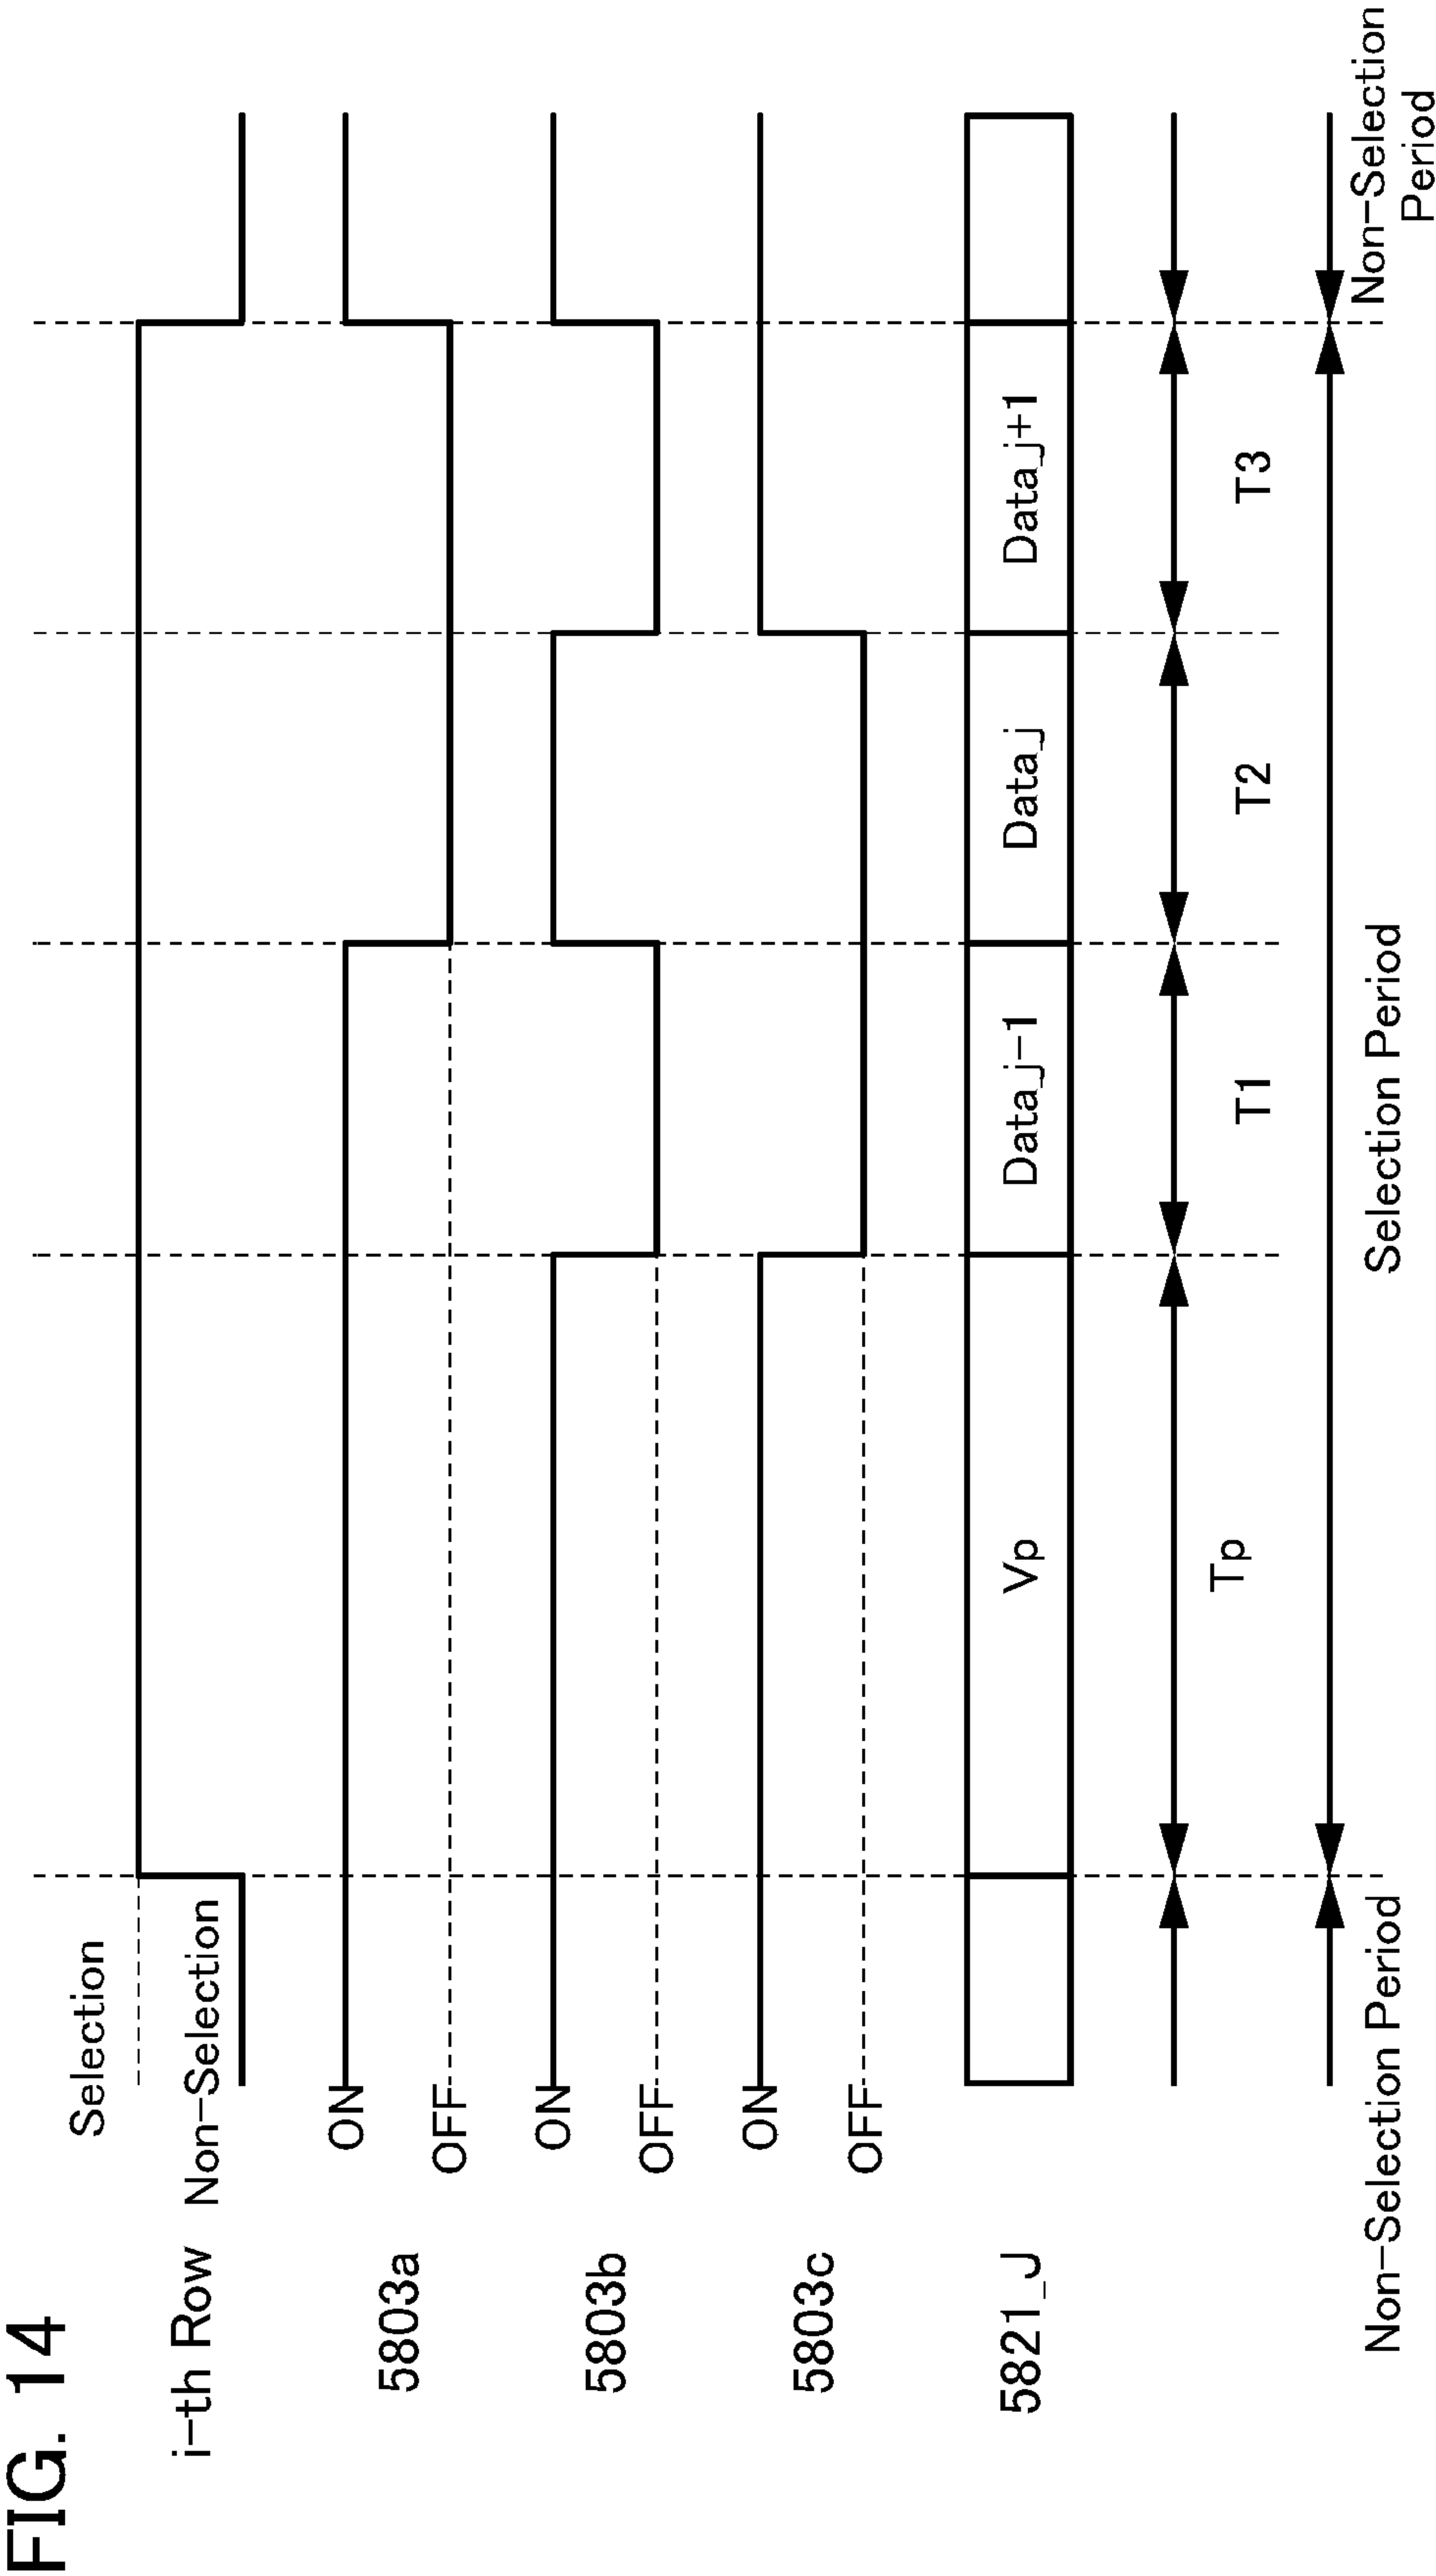 FIG. 14
Selection
i-th Row Non-Selection
ON
5803a
OFF
ON
5803b
OFF
ON
5803c
OFF
5821_J Vp Data_j-1 Data_j Data_j+1
Tp T1 T2 T3
Non-Selection Period Selection Period Non-Selection
Period